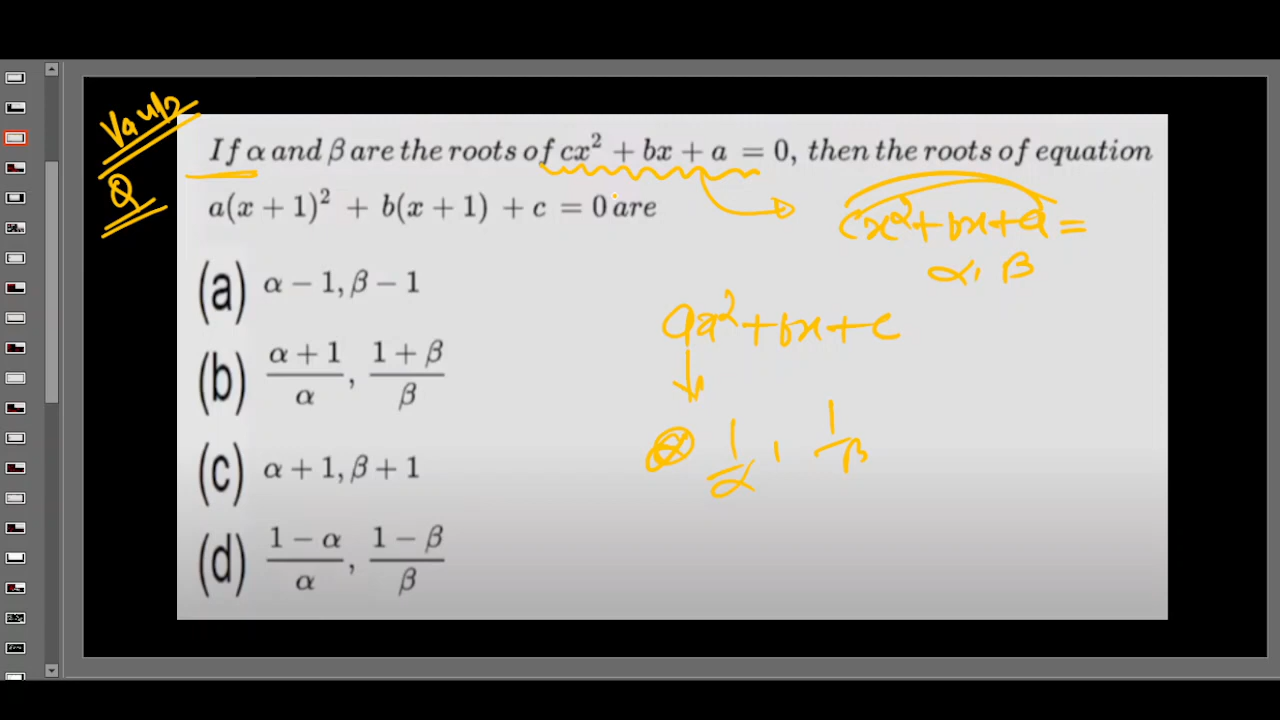 Q
If α and β are the roots of cx² + bx + a = 0, then the roots of equation
a(x + 1)² + b(x + 1) + c = 0 are
cx² + bx + a =
α, β
(a) α − 1, β − 1
ax² + bx + c
(b) α + 1/α, 1 + β/β
1/α, 1/β
(c) α + 1, β + 1
(d) 1 − α/α, 1 − β/β